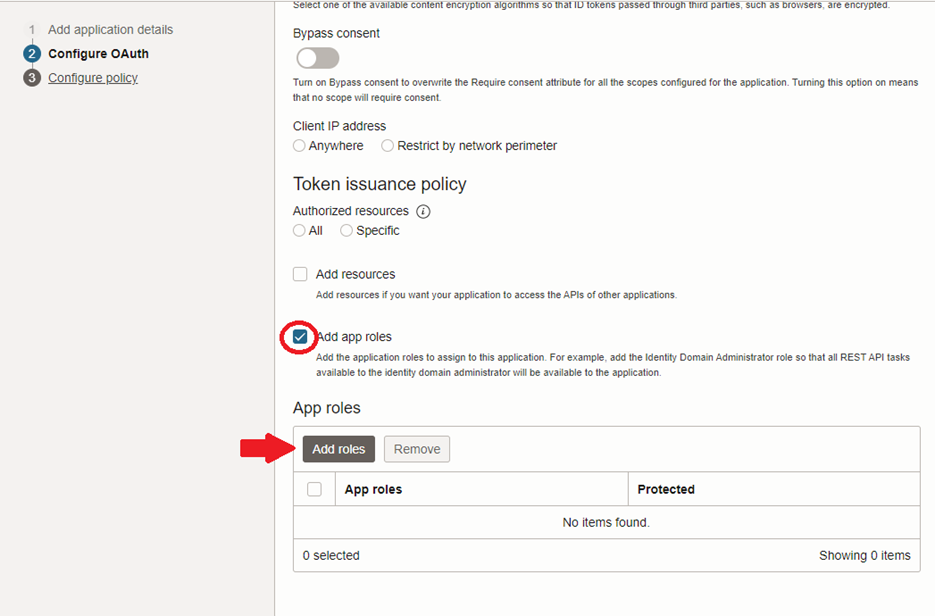 1 Add application details
2 Configure OAuth
3 Configure policy
Select one of the available content encryption algorithms so that ID tokens passed through third parties, such as browsers, are encrypted.
Bypass consent
Turn on Bypass consent to overwrite the Require consent attribute for all the scopes configured for the application. Turning this option on means
that no scope will require consent.
Client IP address
Anywhere Restrict by network perimeter
Token issuance policy
Authorized resources i
All Specific
Add resources
Add resources if you want your application to access the APIs of other applications.
Add app roles
Add the application roles to assign to this application. For example, add the Identity Domain Administrator role so that all REST API tasks
available to the identity domain administrator will be available to the application.
App roles
Add roles Remove
App roles Protected
No items found.
0 selected Showing 0 items